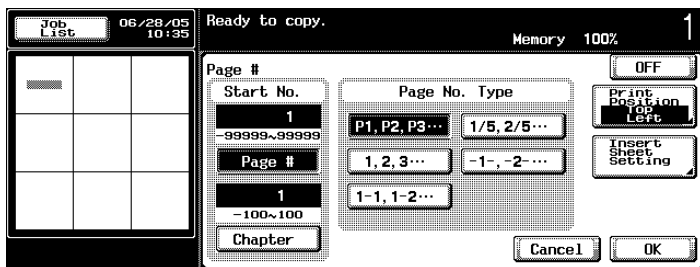 Job
List
06/28/05
10:35
Ready to copy.
Memory 100%
1
Page #
OFF
Start No.
1
-99999~99999
Page #
1
-100~100
Chapter
Page No. Type
P1, P2, P3···
1/5, 2/5···
1, 2, 3···
-1-, -2-···
1-1, 1-2···
Print
Position
Top
Left
Insert
Sheet
Setting
Cancel
OK